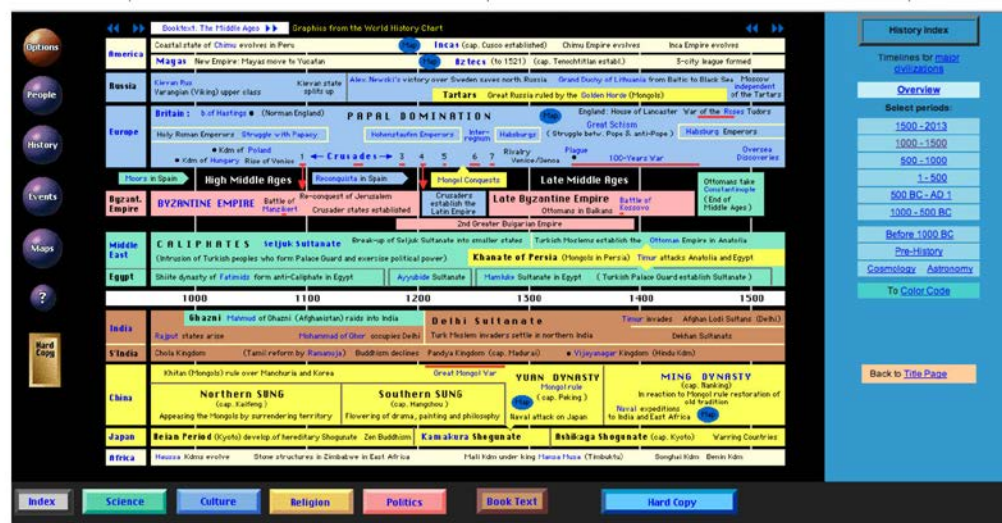 Booktext: The Middle Ages Graphics from the World History Chart
Options
People
History
Events
Maps
?
Hard Copy
America
Coastal state of Chimu evolves in Peru Map Incas (cap. Cusco established) Chimu Empire evolves Inca Empire evolves
Mayas New Empire: Mayas move to Yucatan Map Aztecs (to 1521) (cap. Tenochtitlan establ.) 3-city league formed
Russia
Kievan Rus
Varangian (Viking) upper class
Kievan state splits up
Alex. Nevski's victory over Sweden saves north Russia Grand Duchy of Lithuania from Baltic to Black Sea
Moscow independent of the Tartars
Tartars Great Russia ruled by the Golden Horde (Mongols)
Europe
Britain: b.of Hastings (Norman England) PAPAL DOMINATION Map England: House of Lancaster War of the Roses Tudors
Holy Roman Emperors Struggle with Papacy Hohenstaufen Emperors Inter-regnum Habsburgs
Great Schism
(Struggle betw. Pope & anti-Pope)
Habsburg Emperors
Kdm of Poland
Kdm of Hungary Rise of Venice 1 Crusades 3 4 5 6 7 Rivalry Venice/Genoa Plague 100-Years War Oversea Discoveries
Moors in Spain High Middle Ages Reconquista in Spain Mongol Conquests Late Middle Ages
Ottomans take Constantinople (End of Middle Ages)
Byzant. Empire
BYZANTINE EMPIRE Battle of Manzikert Re-conquest of Jerusalem
Crusader states established
Crusaders establish the Latin Empire
Late Byzantine Empire
Ottomans in Balkans Battle of Kossovo
2nd Greater Bulgarian Empire
Middle East
CALIPHATES Seljuk Sultanate Break-up of Seljuk Sultanate into smaller states Turkish Moslems establish the Ottoman Empire in Anatolia
(Intrusion of Turkish peoples who form Palace Guard and exercise political power) Khanate of Persia (Mongols in Persia) Timur attacks Anatolia and Egypt
Egypt
Shiite dynasty of Fatimids form anti-Caliphate in Egypt Ayyubide Sultanate Mamluke Sultanate in Egypt (Turkish Palace Guard establish Sultanate)
1000 1100 1200 1300 1400 1500
India
Ghazni Mahmud of Ghazni (Afghanistan) raids into India Delhi Sultanate Timur invades Afghan Lodi Sultans (Delhi)
Rajput states arise Mohammad of Ghor occupies Delhi Turk Moslem invaders settle in northern India Dekhan Sultanats
S'India
Chola Kingdom (Tamil reform by Ramanuja) Buddhism declines Pandya Kingdom (cap. Madurai) Vijayanagar Kingdom (Hindu Kdm)
China
Khitan (Mongols) rule over Manchuria and Korea Great Mongol War
Northern SUNG
(cap. Kaifeng)
Appearing the Mongols by surrendering territory
Southern SUNG
(cap. Hangchou)
Flowering of drama, painting and philosophy
YUAN DYNASTY
Mongol rule
Map (cap. Peking)
Naval attack on Japan
MING DYNASTY
(cap. Nanking)
In reaction to Mongol rule restoration of old tradition
Naval expeditions to India and East Africa Map
Japan
Heian Period (Kyoto) develop.of hereditary Shogunate Zen Buddhism Kamakura Shogunate Ashikaga Shogunate (cap. Kyoto) Warring Countries
Africa
Haussa Kdms evolve Stone structures in Zimbabwe in East Africa Mali Kdm under king Mansa Musa (Timbuktu) Songhai Kdm Benin Kdm
Index
Science
Culture
Religion
Politics
Book Text
Hard Copy
History Index
Timelines for major
civilizations
Overview
Select periods:
1500 - 2013
1000 - 1500
500 - 1000
1 - 500
500 BC - AD 1
1000 - 500 BC
Before 1000 BC
Pre-History
Cosmology Astronomy
To Color Code
Back to Title Page